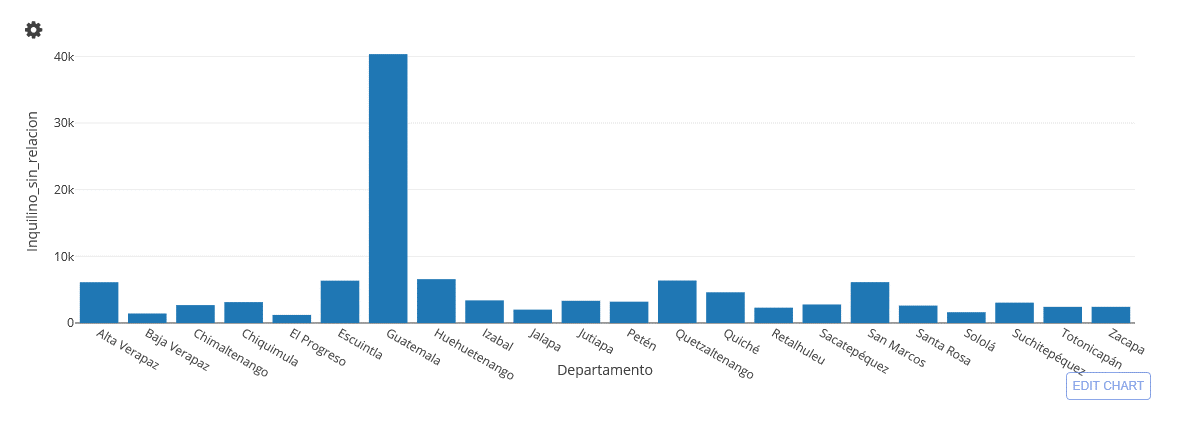 40k
30k
20k
10k
0
Inquilino_sin_relacion
Alta Verapaz
Baja Verapaz
Chimaltenango
Chiquimula
El Progreso
Escuintla
Guatemala
Huehuetenango
Izabal
Jalapa
Jutiapa
Petén
Quetzaltenango
Quiché
Retalhuleu
Sacatepéquez
San Marcos
Santa Rosa
Sololá
Suchitepéquez
Totonicapán
Zacapa
Departamento
EDIT CHART